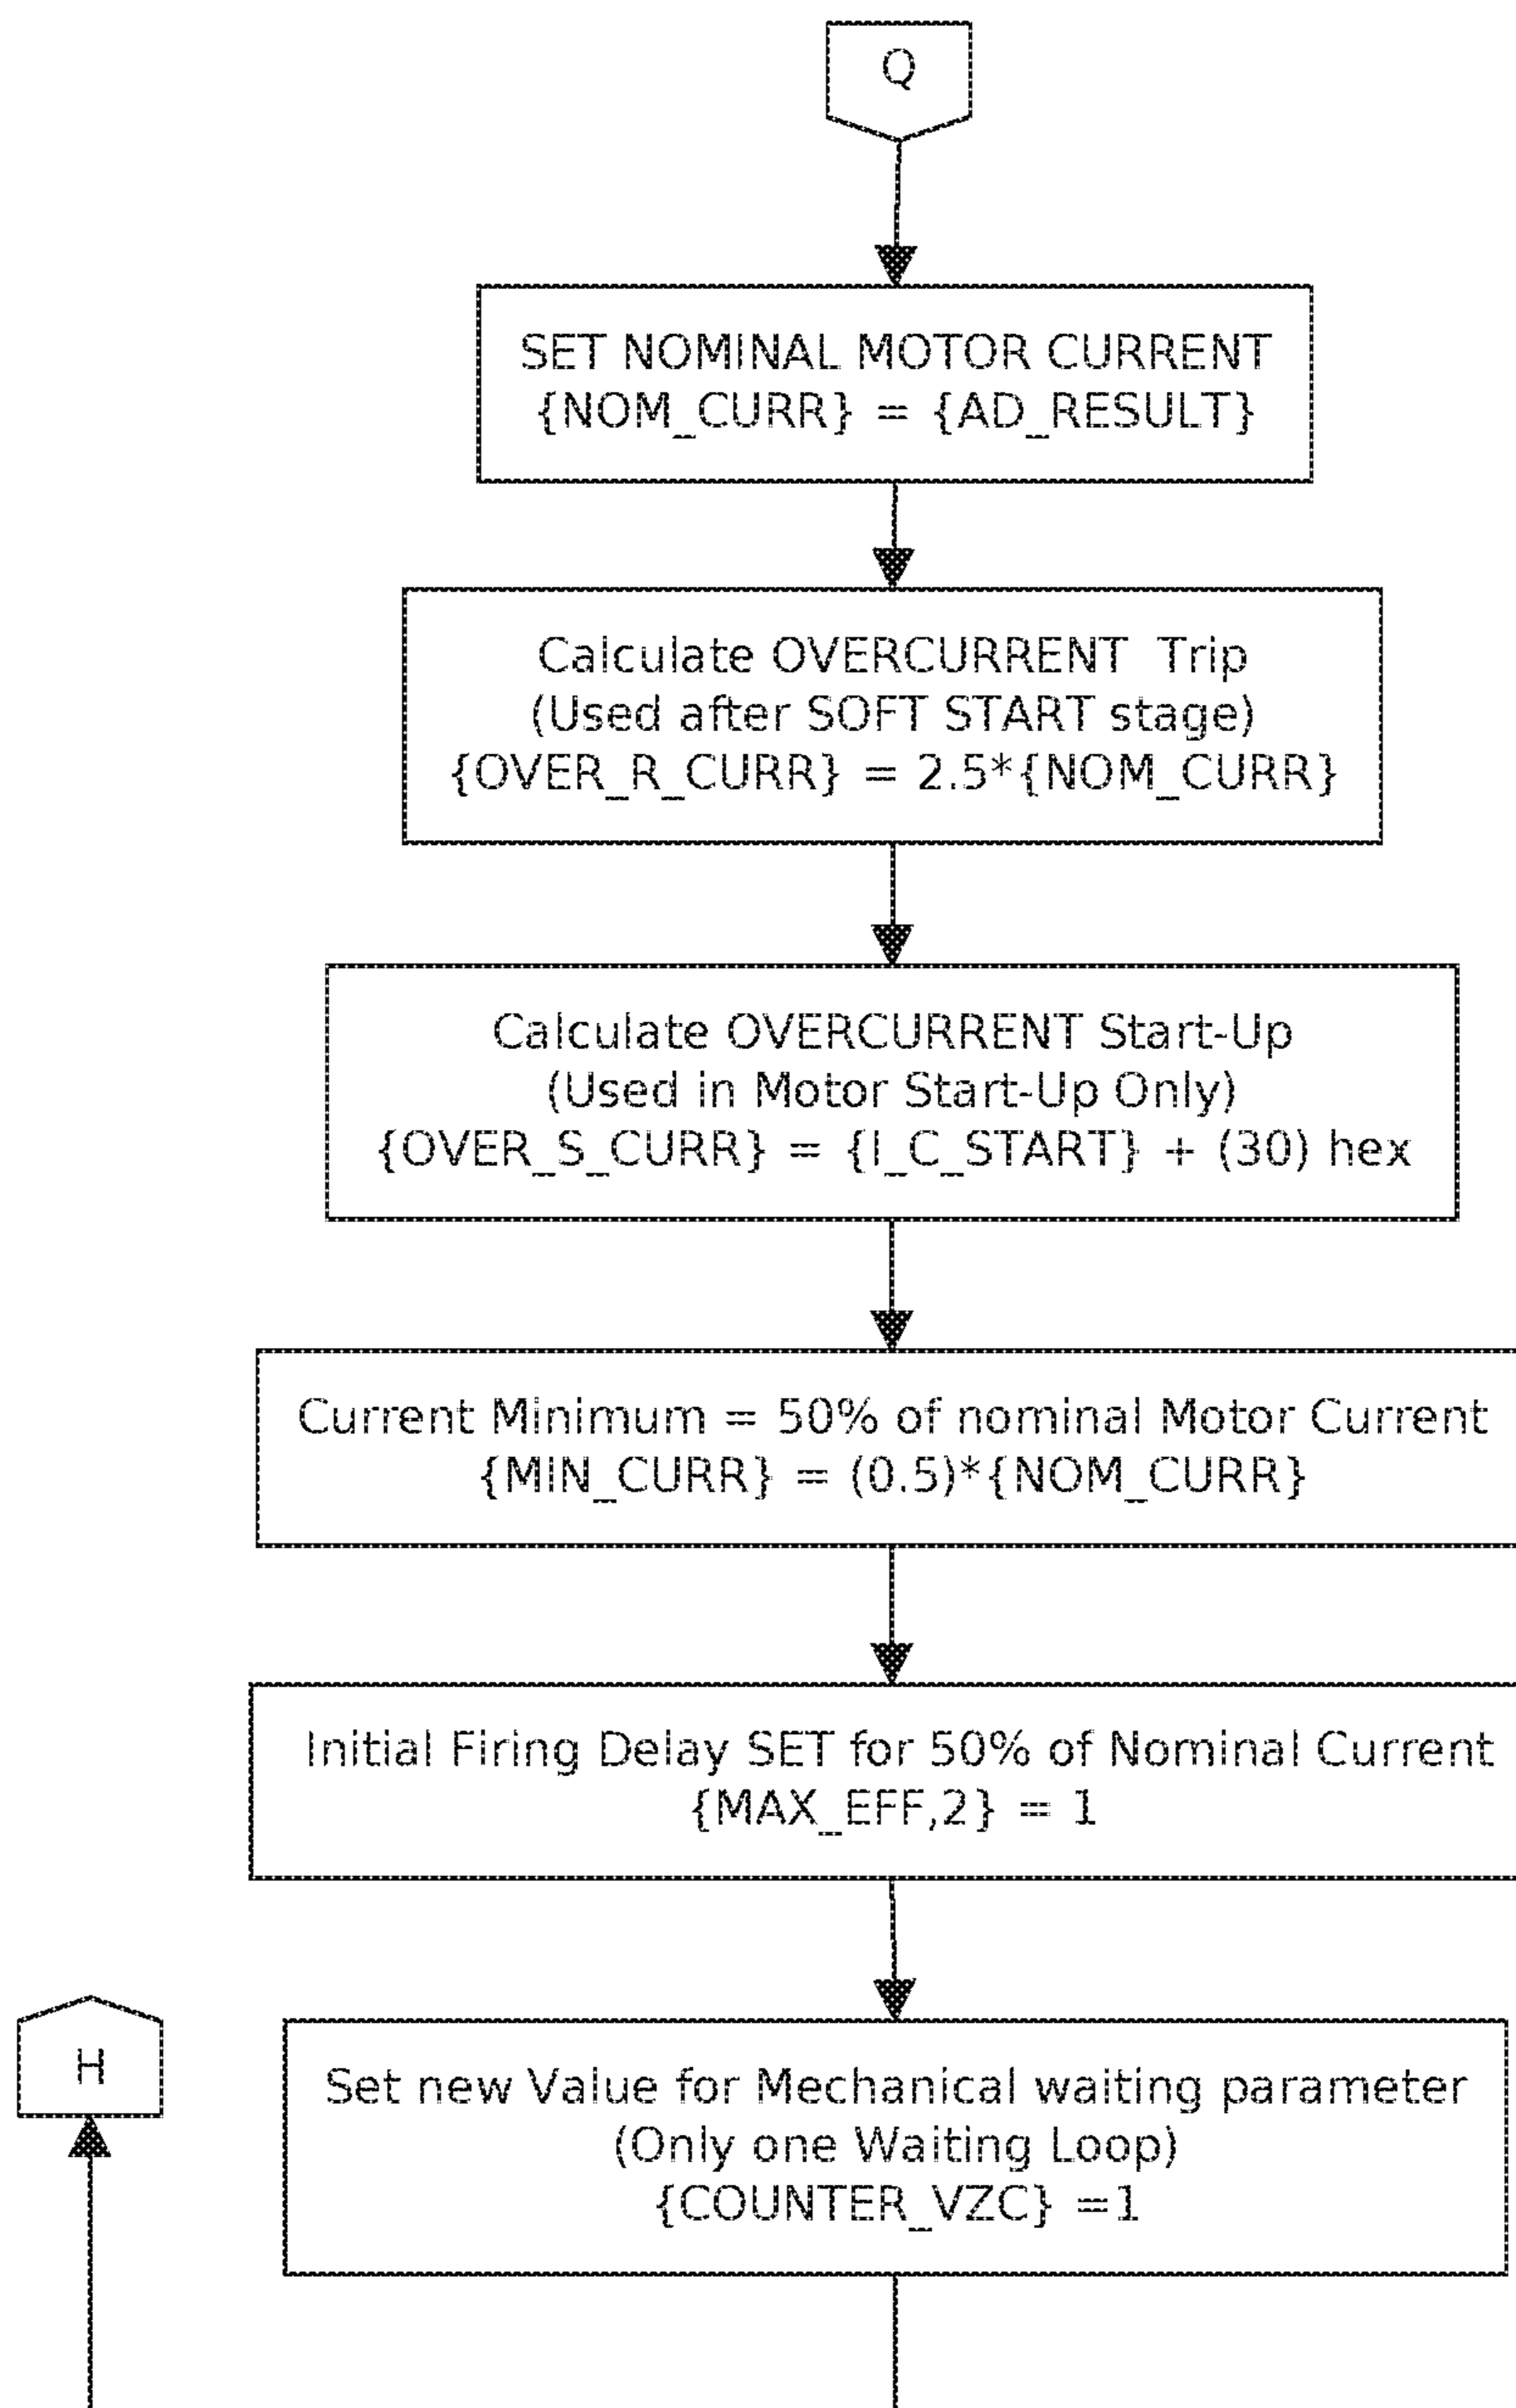 Q
SET NOMINAL MOTOR CURRENT
{NOM_CURR} = {AD_RESULT}
Calculate OVERCURRENT Trip
(Used after SOFT START stage)
{OVER_R_CURR} = 2.5*{NOM_CURR}
Calculate OVERCURRENT Start-Up
(Used in Motor Start-Up Only)
{OVER_S_CURR} = {I_C_START} + (30) hex
Current Minimum = 50% of nominal Motor Current
{MIN_CURR} = (0.5)*{NOM_CURR}
Initial Firing Delay SET for 50% of Nominal Current
{MAX_EFF,2} = 1
H
Set new Value for Mechanical waiting parameter
(Only one Waiting Loop)
{COUNTER_VZC} =1